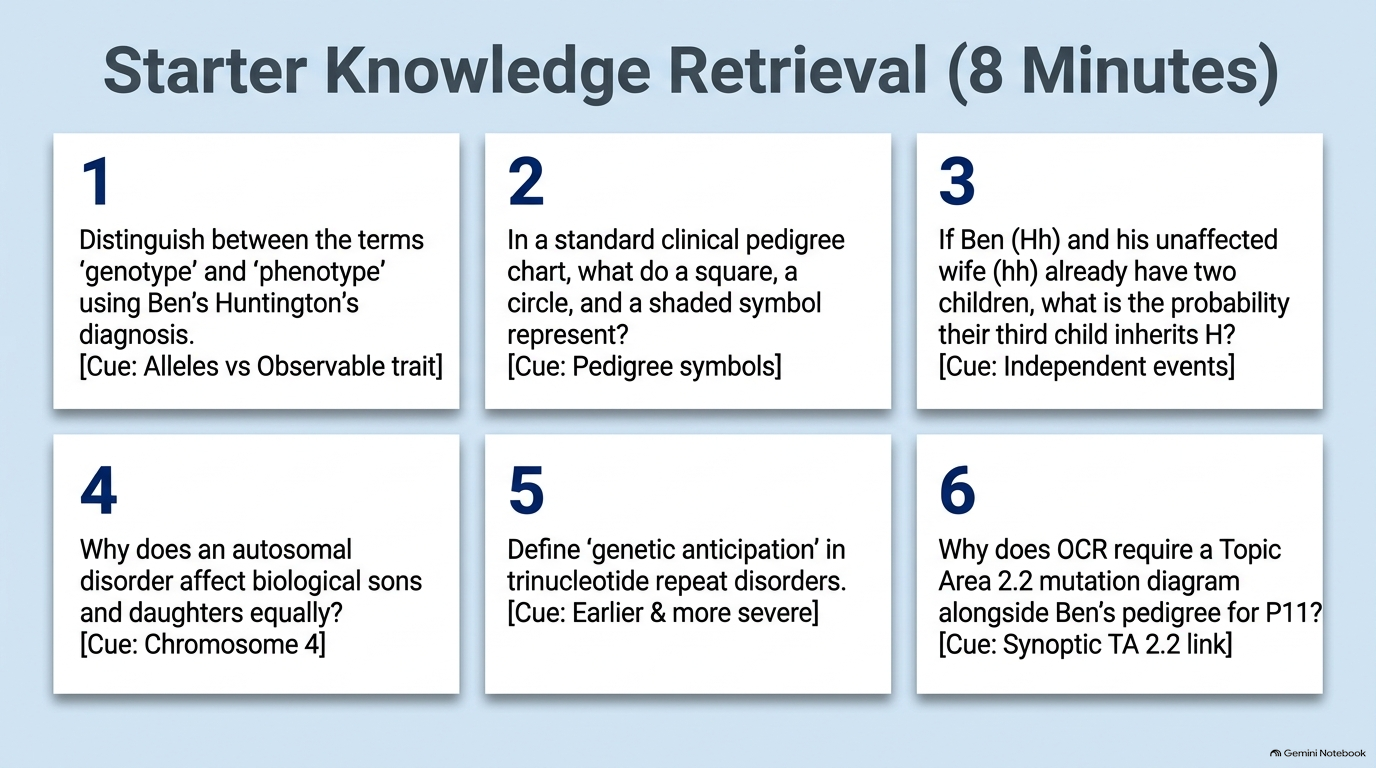 Starter Knowledge Retrieval (8 Minutes)
1
Distinguish between the terms
‘genotype’ and ‘phenotype’
using Ben’s Huntington’s
diagnosis.
[Cue: Alleles vs Observable trait]
2
In a standard clinical pedigree
chart, what do a square, a
circle, and a shaded symbol
represent?
[Cue: Pedigree symbols]
3
If Ben (Hh) and his unaffected
wife (hh) already have two
children, what is the probability
their third child inherits H?
[Cue: Independent events]
4
Why does an autosomal
disorder affect biological sons
and daughters equally?
[Cue: Chromosome 4]
5
Define ‘genetic anticipation’ in
trinucleotide repeat disorders.
[Cue: Earlier & more severe]
6
Why does OCR require a Topic
Area 2.2 mutation diagram
alongside Ben’s pedigree for P11?
[Cue: Synoptic TA 2.2 link]
Gemini Notebook